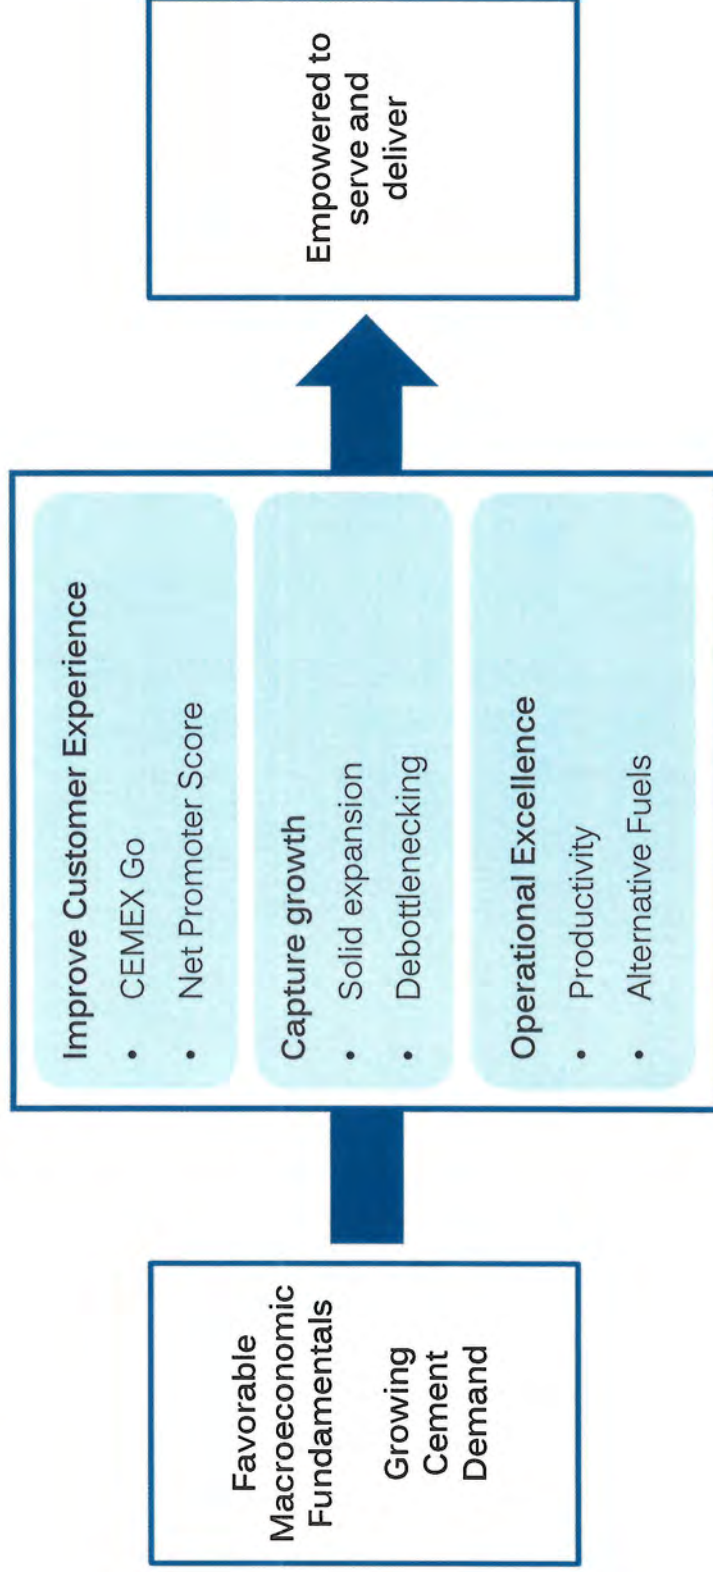 Favorable
Macroeconomic
Fundamentals
Growing
Cement
Demand
Improve Customer Experience
• CEMEX Go
• Net Promoter Score
Capture growth
• Solid expansion
• Debottlenecking
Operational Excellence
• Productivity
• Alternative Fuels
Empowered to
serve and
deliver